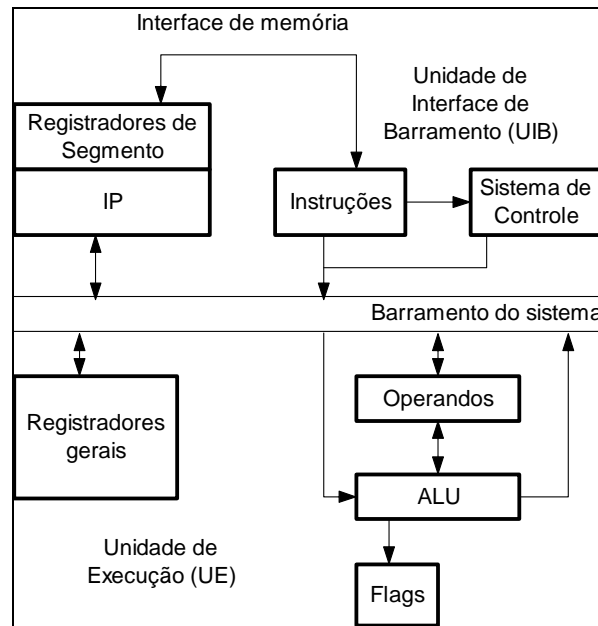 Interface de memória
Unidade de
Interface de
Barramento (UIB)
Registradores de
Segmento
IP
Instruções
Sistema de
Controle
Barramento do sistema
Registradores
gerais
Operandos
ALU
Unidade de
Execução (UE)
Flags